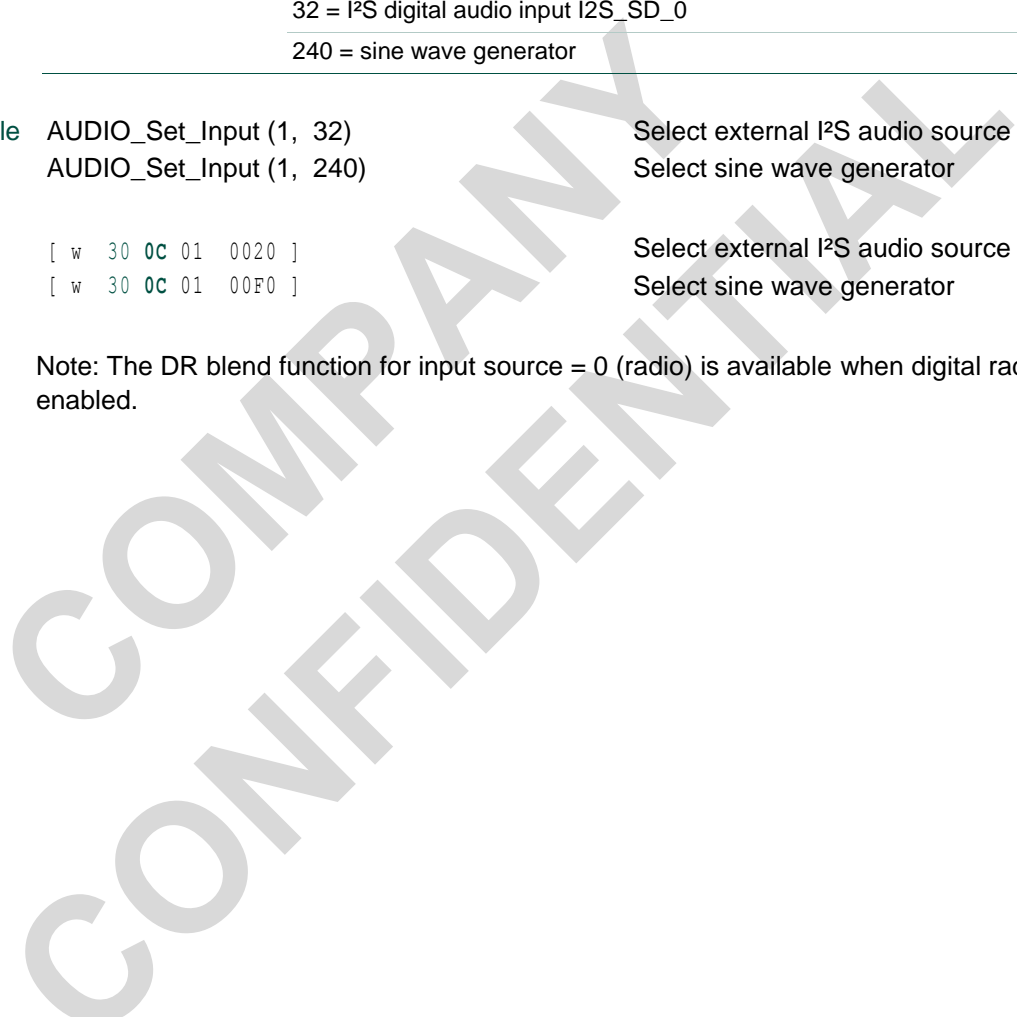 32 = I²S digital audio input I2S_SD_0
240 = sine wave generator
le AUDIO_Set_Input (1, 32) Select external I²S audio source
AUDIO_Set_Input (1, 240) Select sine wave generator
[ w 30 0C 01 0020 ] Select external I²S audio source
[ w 30 0C 01 00F0 ] Select sine wave generator
Note: The DR blend function for input source = 0 (radio) is available when digital rad
enabled.
COMPANY
CONFIDENTIAL